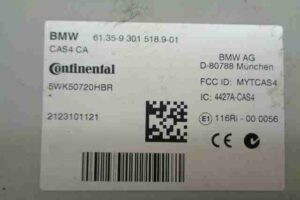 BMW 61.35-9 301 518.9-01
CAS4 CA
BMW AG
D-80788 München
Continental
FCC ID: MYTCAS4
5WK50720HBR
IC: 4427A-CAS4
2123101121
E1 116Ri - 00 0056